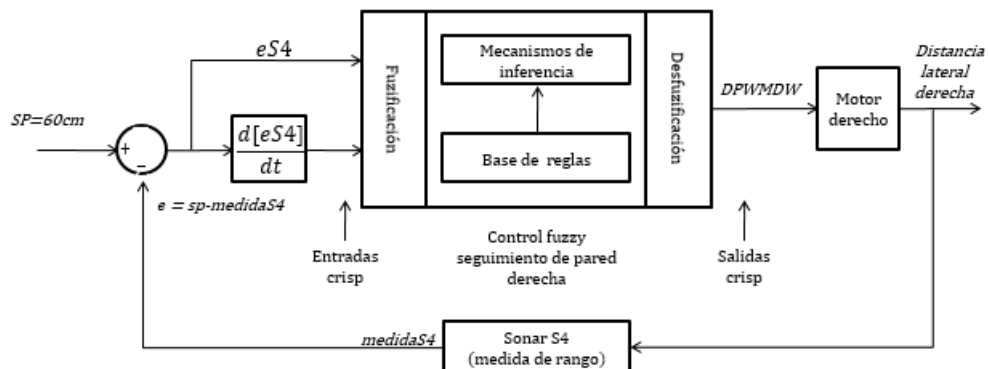 eS4
Fuzificación
Mecanismos de
inferencia
Desfuzificación
DPWMDW
Distancia
lateral
derecha
Motor
derecho
SP=60cm
+
−
d[eS4]
dt
Base de reglas
e = sp-medidaS4
Entradas
crisp
Control fuzzy
seguimiento de pared
derecha
Salidas
crisp
medidaS4
Sonar S4
(medida de rango)